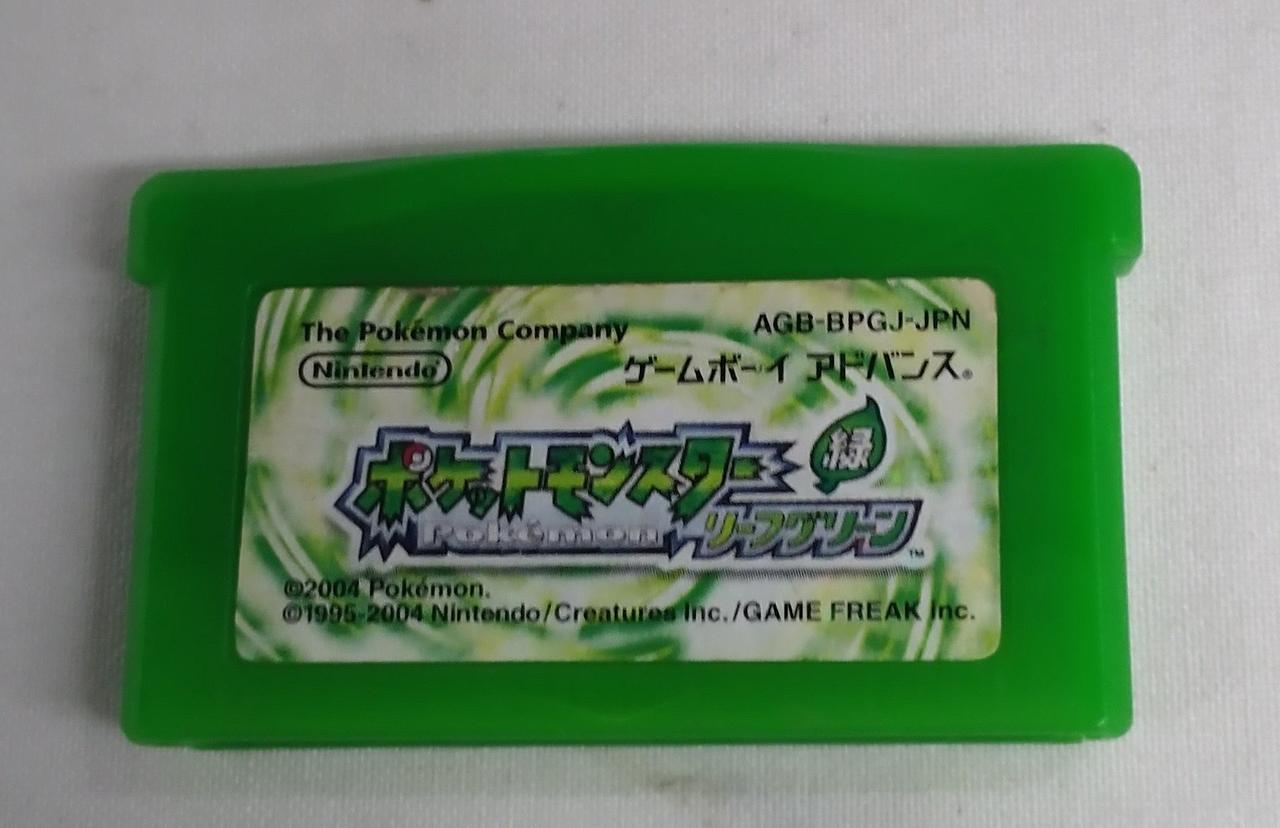 The Pokémon Company
AGB-BPGJ-JPN
Nintendo
ゲームボーイ アドバンス®
ポケットモンスター
緑
Pokémon
リーフグリーン™
©2004 Pokémon.
©1995-2004 Nintendo/Creatures Inc./GAME FREAK inc.